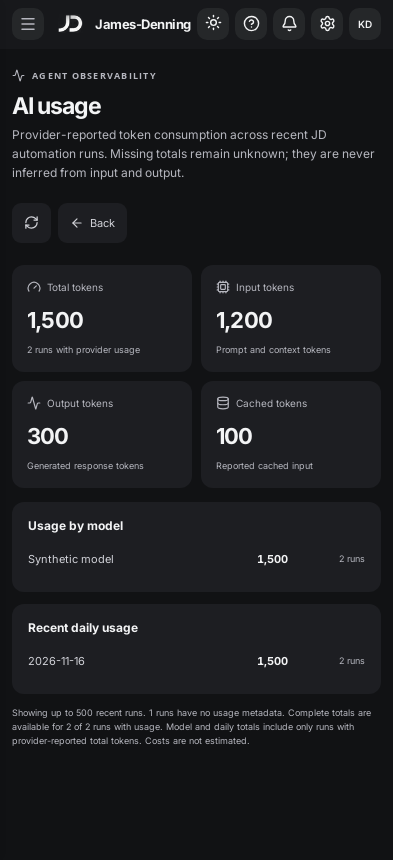 JD James-Denning KD
AGENT OBSERVABILITY
AI usage
Provider-reported token consumption across recent JD
automation runs. Missing totals remain unknown; they are never
inferred from input and output.
Back
Total tokens
1,500
2 runs with provider usage
Input tokens
1,200
Prompt and context tokens
Output tokens
300
Generated response tokens
Cached tokens
100
Reported cached input
Usage by model
Synthetic model 1,500 2 runs
Recent daily usage
2026-11-16 1,500 2 runs
Showing up to 500 recent runs. 1 runs have no usage metadata. Complete totals are
available for 2 of 2 runs with usage. Model and daily totals include only runs with
provider-reported total tokens. Costs are not estimated.